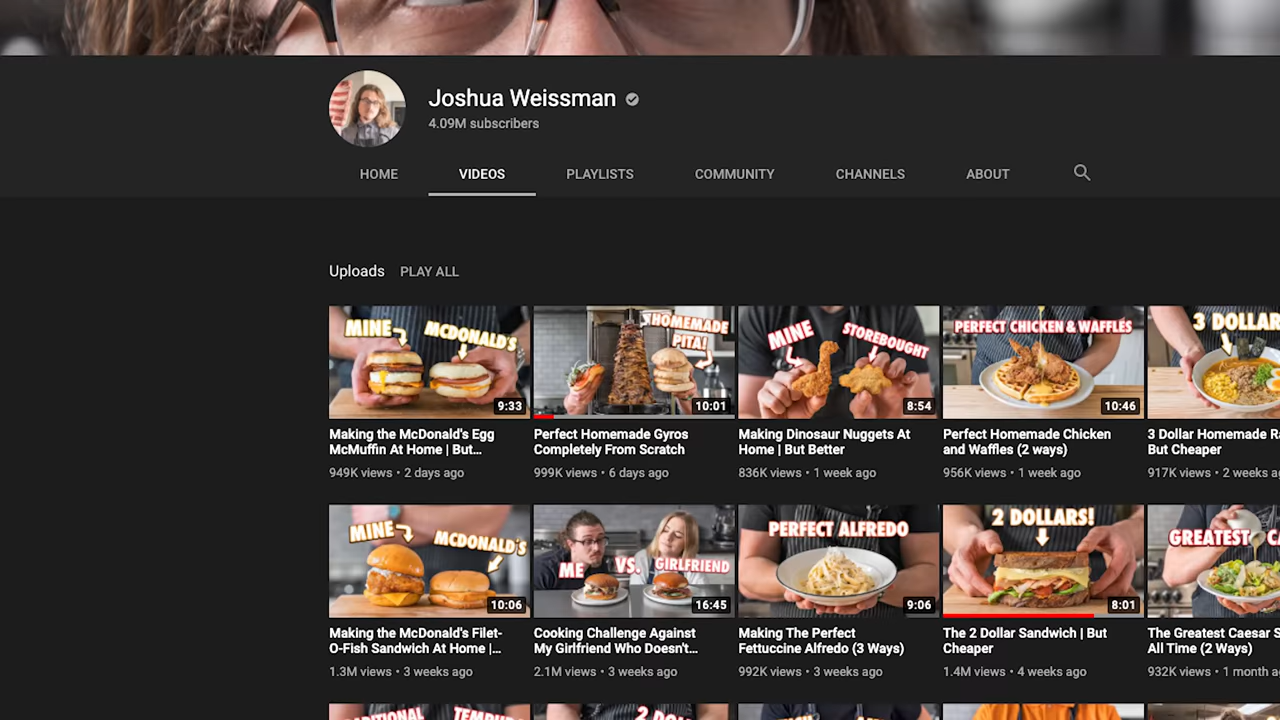 Joshua Weissman
4.09M subscribers
HOME VIDEOS PLAYLISTS COMMUNITY CHANNELS ABOUT
Uploads PLAY ALL
MINE MCDONALD'S
9:33
HOMEMADE
PITA!
10:01
MINE STOREBOUGHT
8:54
PERFECT CHICKEN & WAFFLES
10:46
3 DOLLAR
Making the McDonald's Egg
McMuffin At Home | But...
949K views • 2 days ago
Perfect Homemade Gyros
Completely From Scratch
999K views • 6 days ago
Making Dinosaur Nuggets At
Home | But Better
836K views • 1 week ago
Perfect Homemade Chicken
and Waffles (2 ways)
956K views • 1 week ago
3 Dollar Homemade
But Cheaper
917K views • 2 weeks
MINE MCDONALD'S
10:06
ME VS. GIRLFRIEND
16:45
PERFECT ALFREDO
9:06
2 DOLLARS!
8:01
GREATEST
Making the McDonald's Filet-
O-Fish Sandwich At Home |...
1.3M views • 3 weeks ago
Cooking Challenge Against
My Girlfriend Who Doesn't...
2.1M views • 3 weeks ago
Making The Perfect
Fettuccine Alfredo (3 Ways)
992K views • 3 weeks ago
The 2 Dollar Sandwich | But
Cheaper
1.4M views • 4 weeks ago
The Greatest Caesar
All Time (2 Ways)
932K views • 1 month